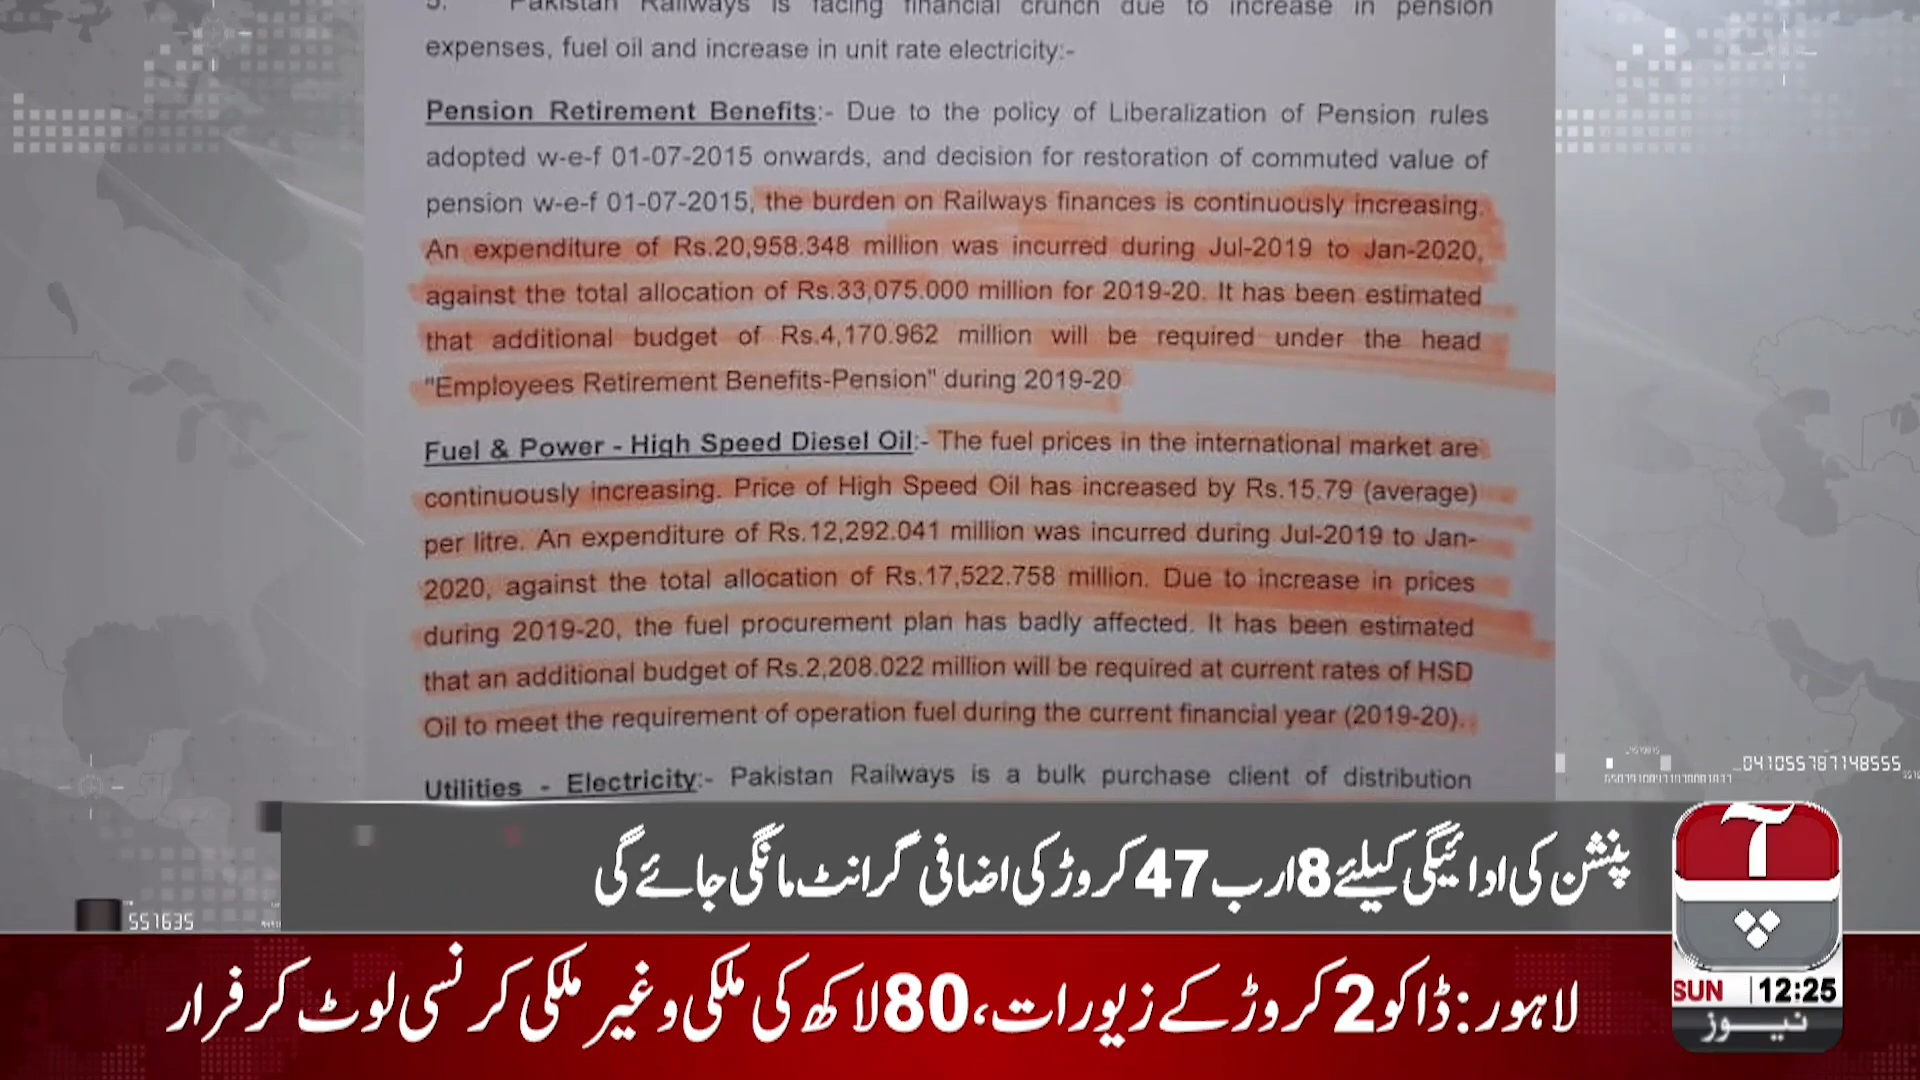 5. Pakistan Railways is facing financial crunch due to increase in pension
expenses, fuel oil and increase in unit rate electricity:-
Pension Retirement Benefits:- Due to the policy of Liberalization of Pension rules
adopted w-e-f 01-07-2015 onwards, and decision for restoration of commuted value of
pension w-e-f 01-07-2015, the burden on Railways finances is continuously increasing.
An expenditure of Rs.20,958.348 million was incurred during Jul-2019 to Jan-2020,
against the total allocation of Rs.33,075.000 million for 2019-20. It has been estimated
that additional budget of Rs.4,170.962 million will be required under the head
"Employees Retirement Benefits-Pension" during 2019-20
Fuel & Power - High Speed Diesel Oil:- The fuel prices in the international market are
continuously increasing. Price of High Speed Oil has increased by Rs.15.79 (average)
per litre. An expenditure of Rs.12,292.041 million was incurred during Jul-2019 to Jan-
2020, against the total allocation of Rs.17,522.758 million. Due to increase in prices
during 2019-20, the fuel procurement plan has badly affected. It has been estimated
that an additional budget of Rs.2,208.022 million will be required at current rates of HSD
Oil to meet the requirement of operation fuel during the current financial year (2019-20).
Utilities - Electricity:- Pakistan Railways is a bulk purchase client of distribution
041055787148555
551635
پنشن کی ادائیگی کیلئے 8 ارب 47 کروڑ کی اضافی گرانٹ مانگی جائے گی
لاہور: ڈاکو 2 کروڑ کے زیورات، 80 لاکھ کی ملکی و غیر ملکی کرنسی لوٹ کر فرار
آپ
SUN 12:25
نیوز